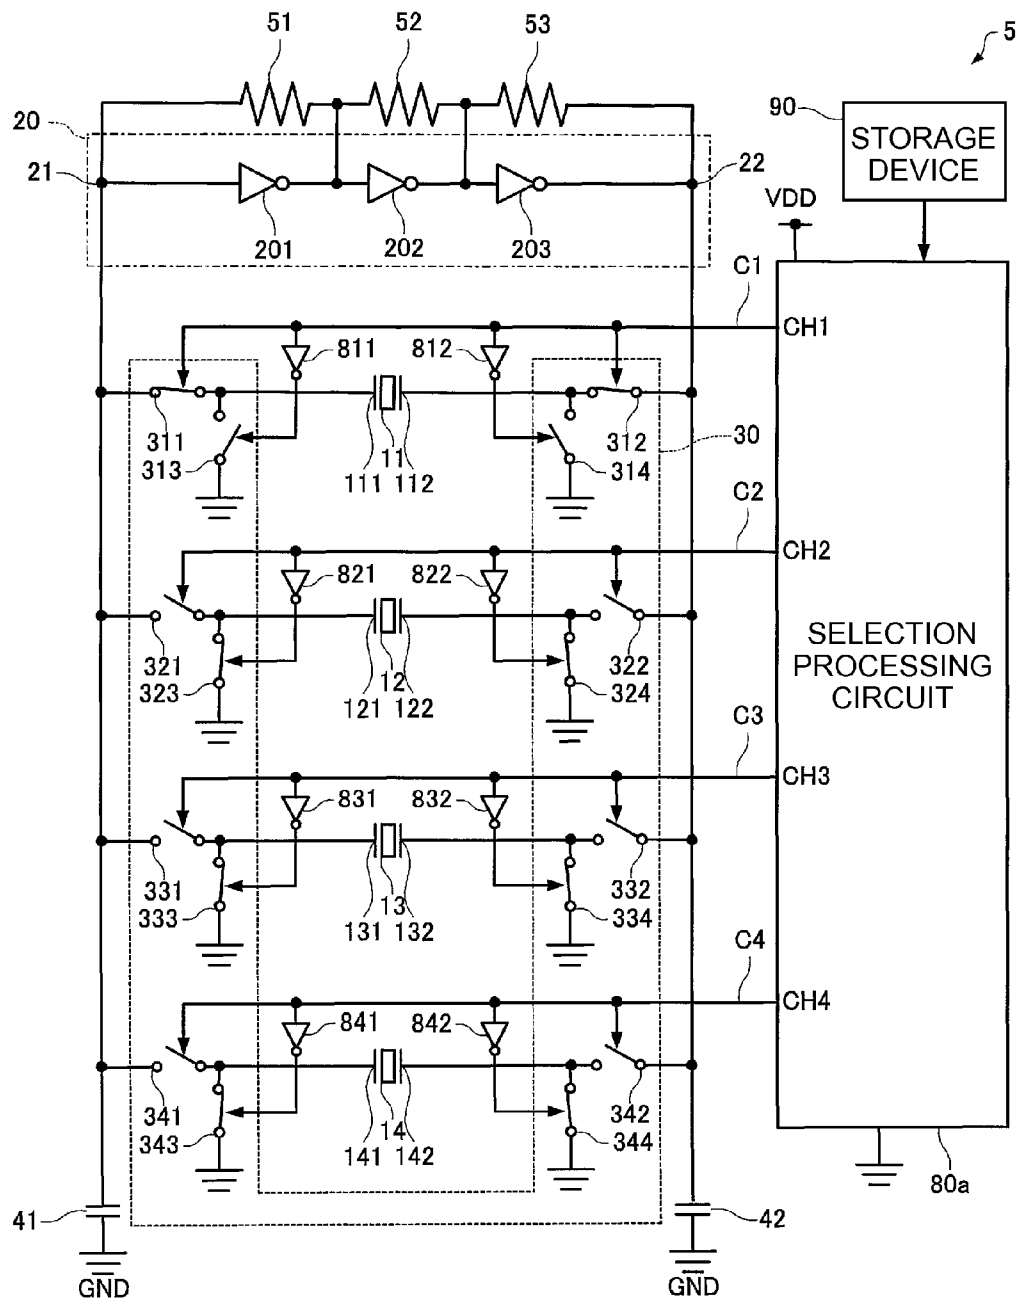 51 52 53 5
20 90 STORAGE
DEVICE
21 22
201 202 203 VDD
C1
CH1
811 812
311 11 312 30
313 111 112 314
C2
CH2
821 822
321 12 322
323 121 122 324
SELECTION
PROCESSING
CIRCUIT
C3
CH3
831 832
331 13 332
333 131 132 334
C4
CH4
841 842
341 14 342
343 141 142 344
80a
41 42
GND GND